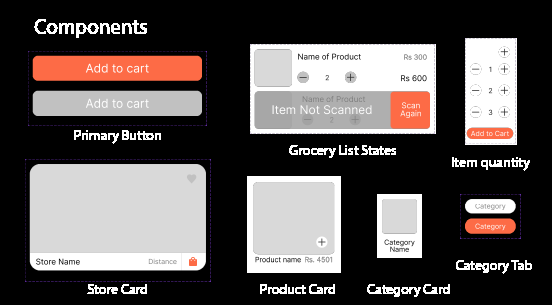 Components
Add to cart
Add to cart
Primary Button
Name of Product
Rs 300
2
Rs 600
Name of Product
2
Item Not Scanned
Scan
Again
Grocery List States
1
2
3
Add to Cart
Item quantity
Store Name
Distance
Store Card
Product name
Rs. 4501
Product Card
Category
Name
Category Card
Category
Category
Category Tab